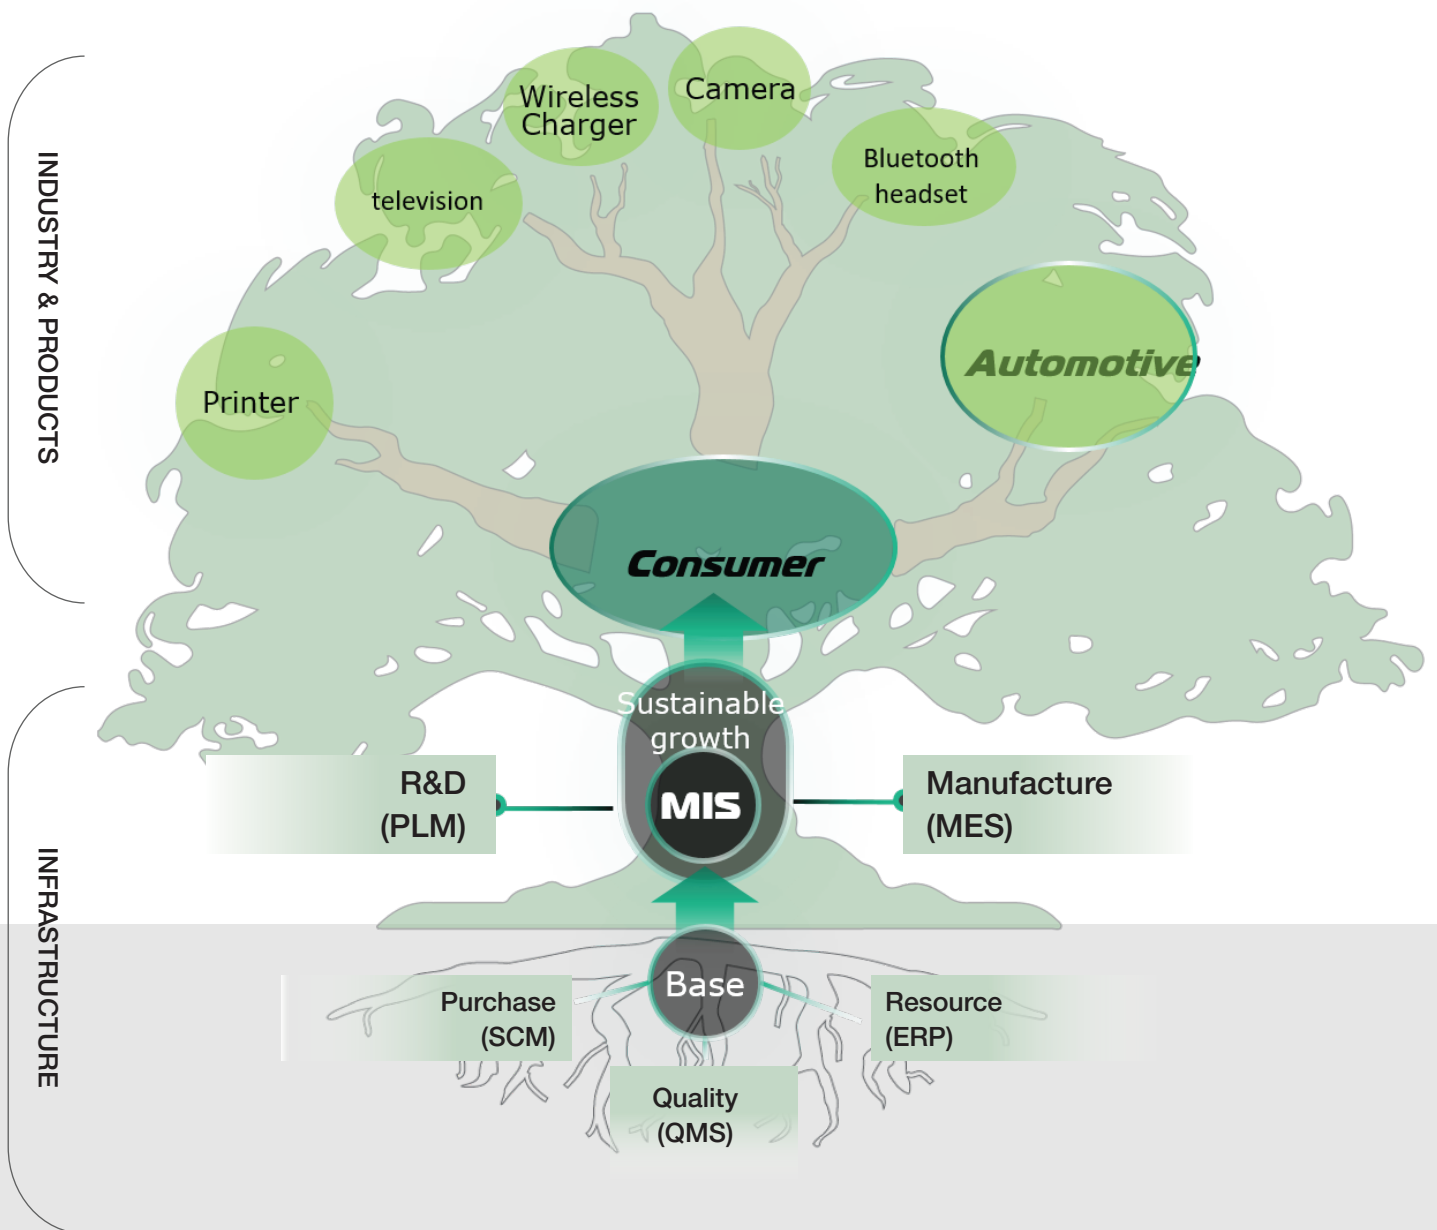 INDUSTRY & PRODUCTS
Wireless
Charger
Camera
television
Bluetooth
headset
Printer
Automotive
Consumer
INFRASTRUCTURE
Sustainable
growth
MIS
R&D
(PLM)
Manufacture
(MES)
Base
Purchase
(SCM)
Resource
(ERP)
Quality
(QMS)